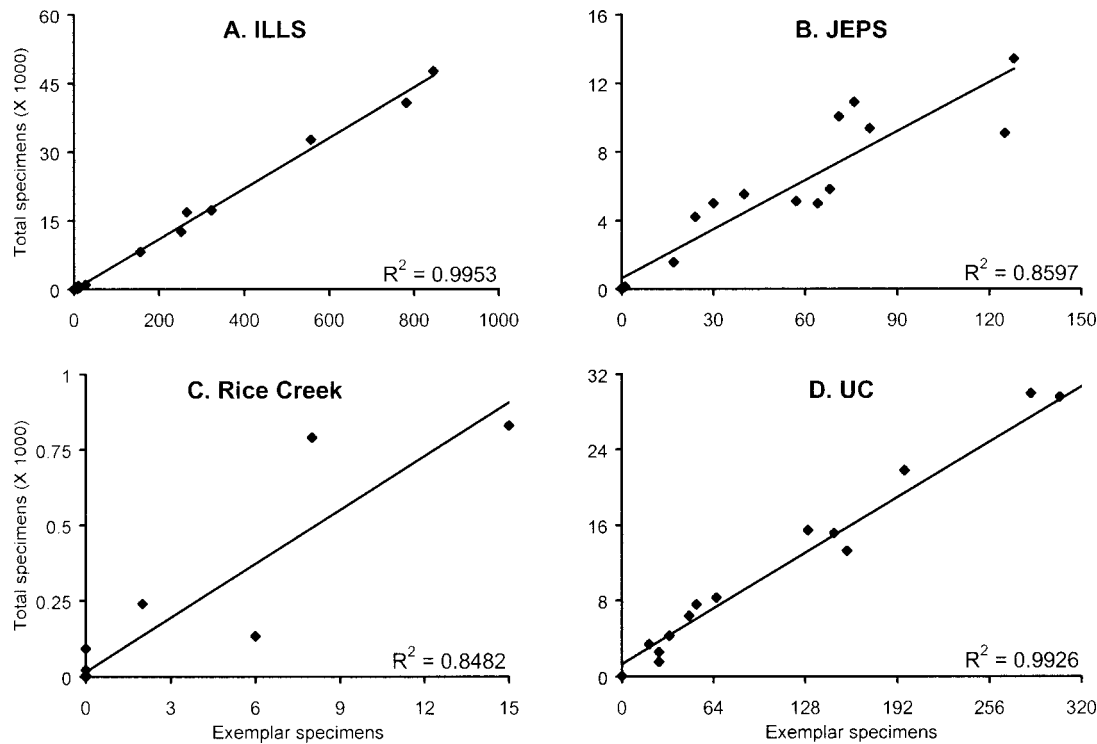 A. ILLS
Total specimens (X 1000)
60
45
30
15
0
R² = 0.9953
0 200 400 600 800 1000
B. JEPS
16
12
8
4
0
R² = 0.8597
0 30 60 90 120 150
C. Rice Creek
Total specimens (X 1000)
1
0.75
0.5
0.25
0
R² = 0.8482
0 3 6 9 12 15
Exemplar specimens
D. UC
32
24
16
8
0
R² = 0.9926
0 64 128 192 256 320
Exemplar specimens